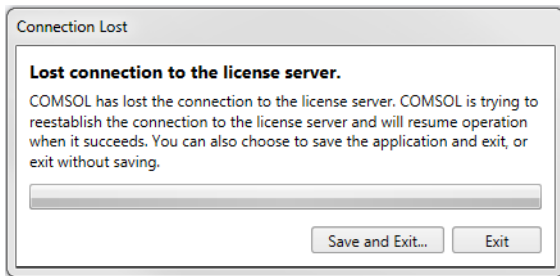 Connection Lost
Lost connection to the license server.
COMSOL has lost the connection to the license server. COMSOL is trying to
reestablish the connection to the license server and will resume operation
when it succeeds. You can also choose to save the application and exit, or
exit without saving.
Save and Exit... Exit